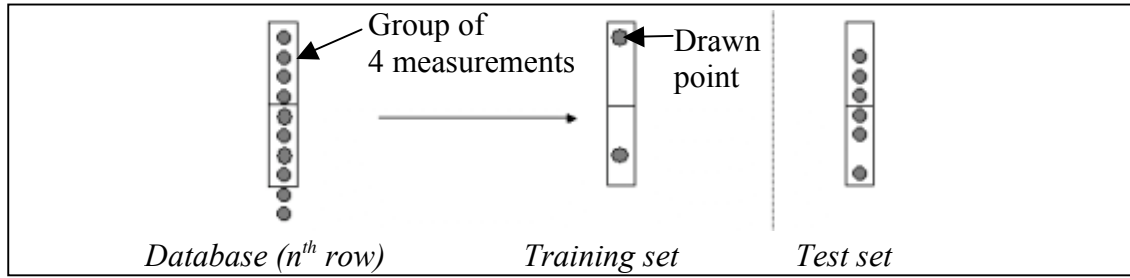 Group of
4 measurements
Drawn
point
Database (nth row)
Training set
Test set